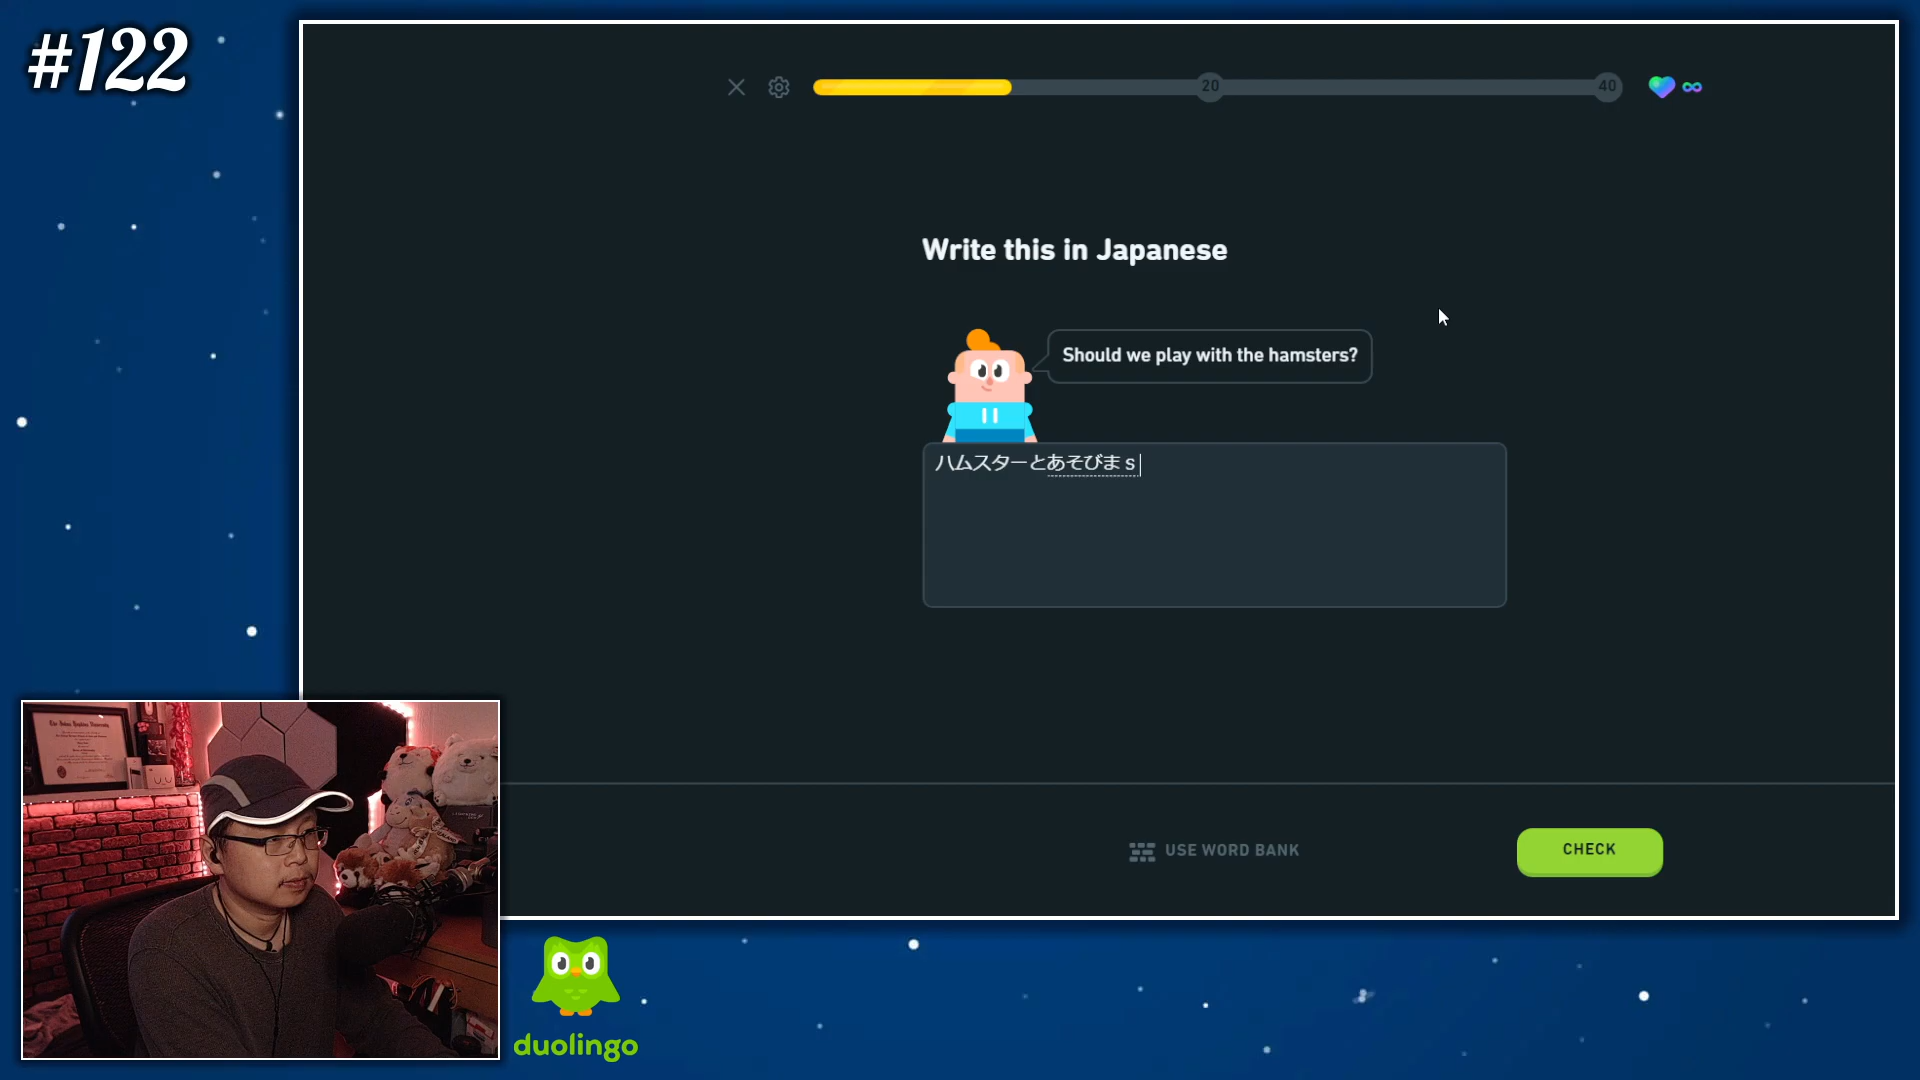 #122
20
40
Write this in Japanese
Should we play with the hamsters?
ハムスターとあそびまｓ
USE WORD BANK
CHECK
duolingo